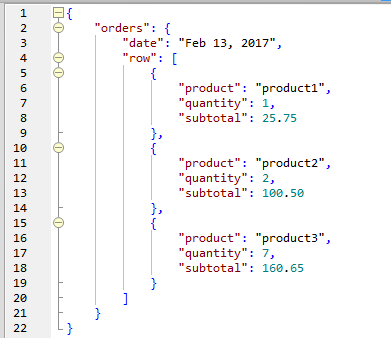 1 {
2     "orders": {
3         "date": "Feb 13, 2017",
4         "row": [
5             {
6                 "product": "product1",
7                 "quantity": 1,
8                 "subtotal": 25.75
9             },
10             {
11                 "product": "product2",
12                 "quantity": 2,
13                 "subtotal": 100.50
14             },
15             {
16                 "product": "product3",
17                 "quantity": 7,
18                 "subtotal": 160.65
19             }
20         ]
21     }
22 }